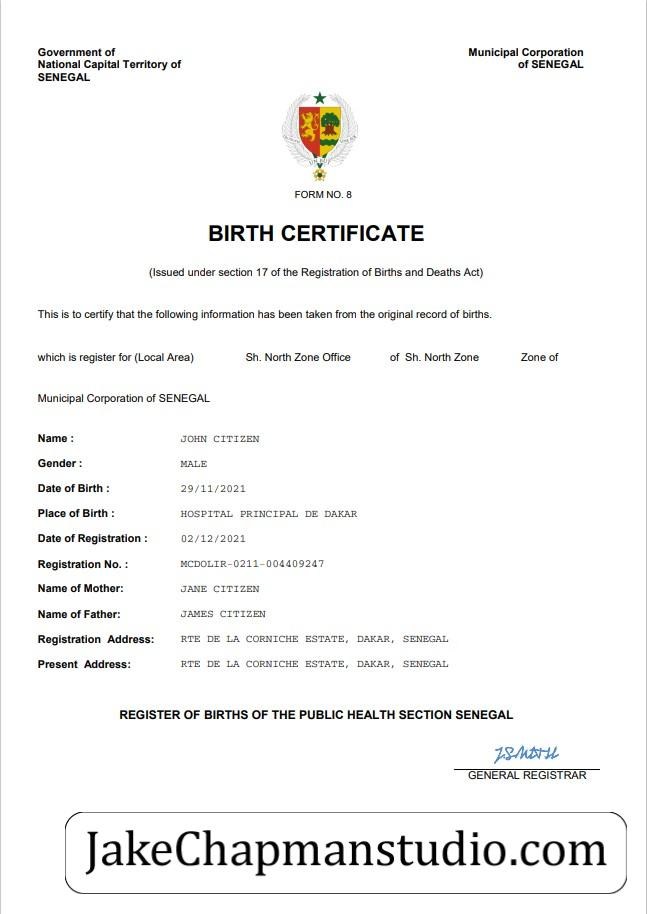 Government of
National Capital Territory of
SENEGAL
Municipal Corporation
of SENEGAL
FORM NO. 8
BIRTH CERTIFICATE
(Issued under section 17 of the Registration of Births and Deaths Act)
This is to certify that the following information has been taken from the original record of births.
which is register for (Local Area) Sh. North Zone Office of Sh. North Zone Zone of
Municipal Corporation of SENEGAL
Name : JOHN CITIZEN
Gender : MALE
Date of Birth : 29/11/2021
Place of Birth : HOSPITAL PRINCIPAL DE DAKAR
Date of Registration : 02/12/2021
Registration No. : MCDOLIR-0211-004409247
Name of Mother: JANE CITIZEN
Name of Father: JAMES CITIZEN
Registration Address: RTE DE LA CORNICHE ESTATE, DAKAR, SENEGAL
Present Address: RTE DE LA CORNICHE ESTATE, DAKAR, SENEGAL
REGISTER OF BIRTHS OF THE PUBLIC HEALTH SECTION SENEGAL
GENERAL REGISTRAR
JakeChapmanstudio.com